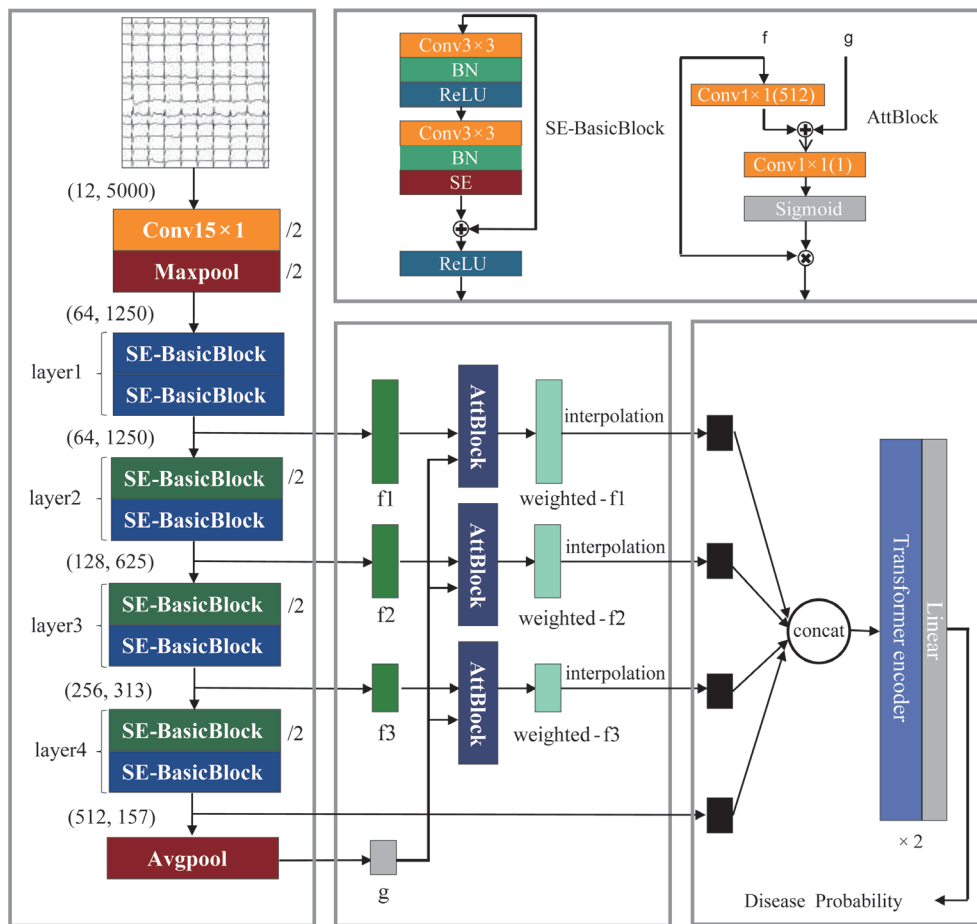 (12, 5000)
Conv15×1
/2
Maxpool
/2
(64, 1250)
layer1
SE-BasicBlock
SE-BasicBlock
(64, 1250)
layer2
SE-BasicBlock
/2
SE-BasicBlock
(128, 625)
layer3
SE-BasicBlock
/2
SE-BasicBlock
(256, 313)
layer4
SE-BasicBlock
/2
SE-BasicBlock
(512, 157)
Avgpool
Conv3×3
BN
ReLU
Conv3×3
BN
SE
ReLU
SE-BasicBlock
f
g
Conv1×1(512)
AttBlock
Conv1×1(1)
Sigmoid
f1
AttBlock
weighted-f1
interpolation
f2
AttBlock
weighted-f2
interpolation
f3
AttBlock
weighted-f3
interpolation
g
concat
Transformer encoder
Linear
×2
Disease Probability